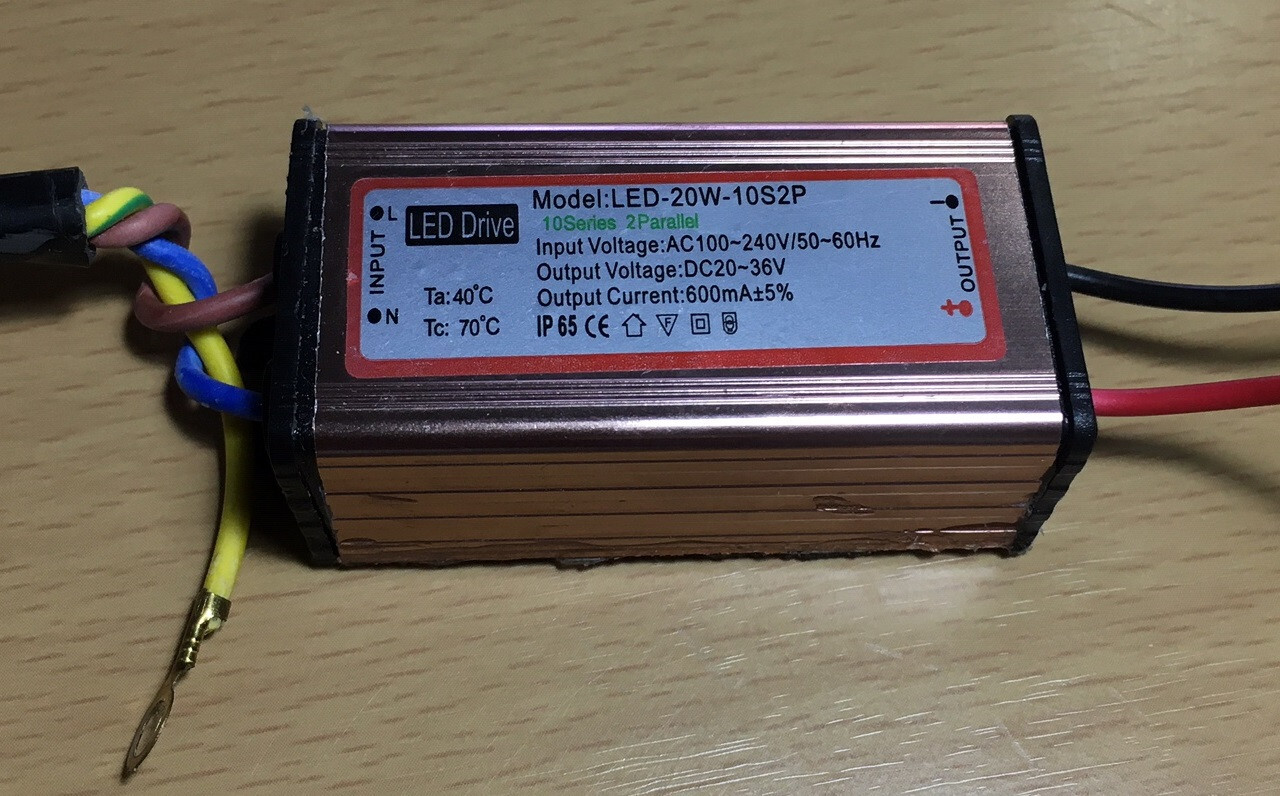 Model:LED-20W-10S2P
LED Drive
10Series 2Parallel
Input Voltage:AC100~240V/50~60Hz
Output Voltage:DC20~36V
Output Current:600mA±5%
Ta:40°C
Tc: 70°C
IP 65 CE F
INPUT
L
N
OUTPUT
−
+